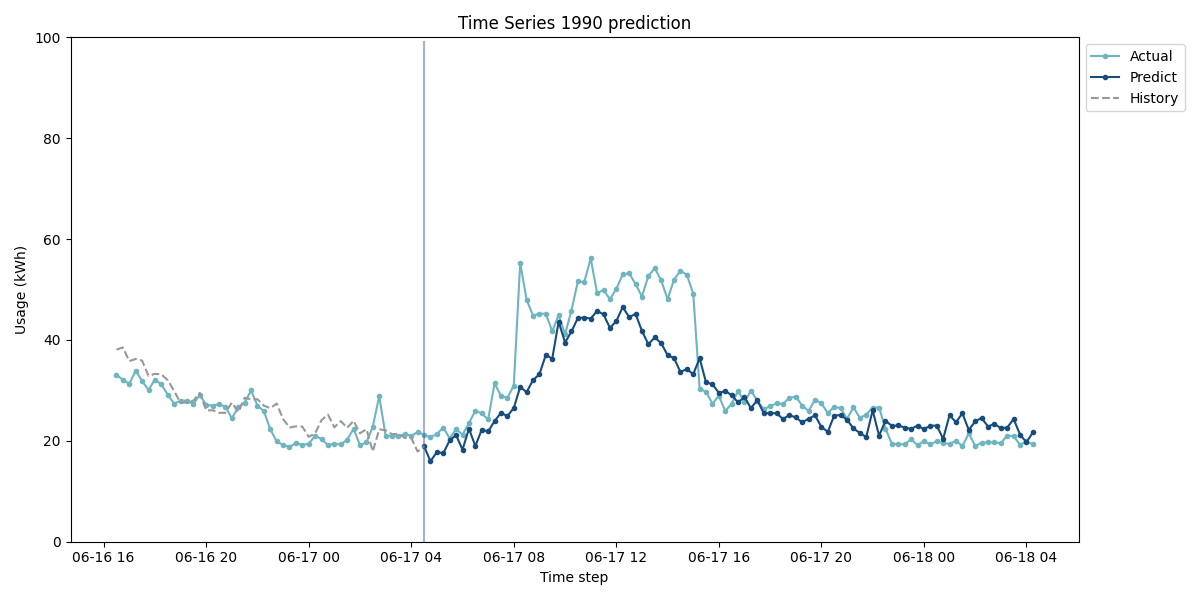 Time Series 1990 prediction
Usage (kWh)
100
80
60
40
20
0
06-16 16
06-16 20
06-17 00
06-17 04
06-17 08
06-17 12
06-17 16
06-17 20
06-18 00
06-18 04
Time step
Actual
Predict
History